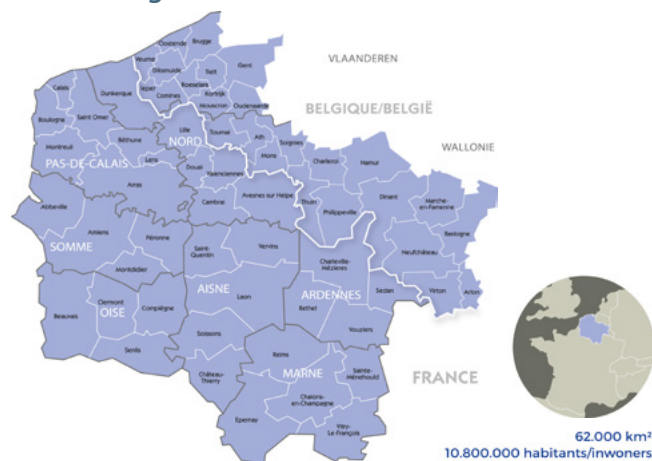 Oostende
Brugge
Veurne
Diksmuide
Tielt
Gent
VLAANDEREN
Calais
Dunkerque
Ieper
Roeselare
Kortrijk
Comines
Mouscron
Oudenaarde
BELGIQUE/BELGIË
Boulogne
Saint Omer
Lille
NORD
Tournai
Ath
Soignies
WALLONIE
Montreuil
Béthune
Mons
Charleroi
Namur
PAS-DE-CALAIS
Lens
Douai
Valenciennes
Arras
Cambrai
Avesnes sur Helpe
Thuin
Philippeville
Dinant
Marche-
en-Famenne
Abbeville
Bastogne
SOMME
Amiens
Péronne
Saint-
Quentin
Vervins
Neufchâteau
Montdidier
Charleville-
Mézières
Beauvais
Clermont
OISE
Compiègne
AISNE
Laon
ARDENNES
Sedan
Virton
Arlon
Rethel
Senlis
Soissons
Vouziers
Reims
MARNE
Sainte-
Ménehould
FRANCE
Château-
Thierry
Chalons-
en-Champagne
Epernay
Vitry-
Le-François
62.000 km²
10.800.000 habitants/inwoners